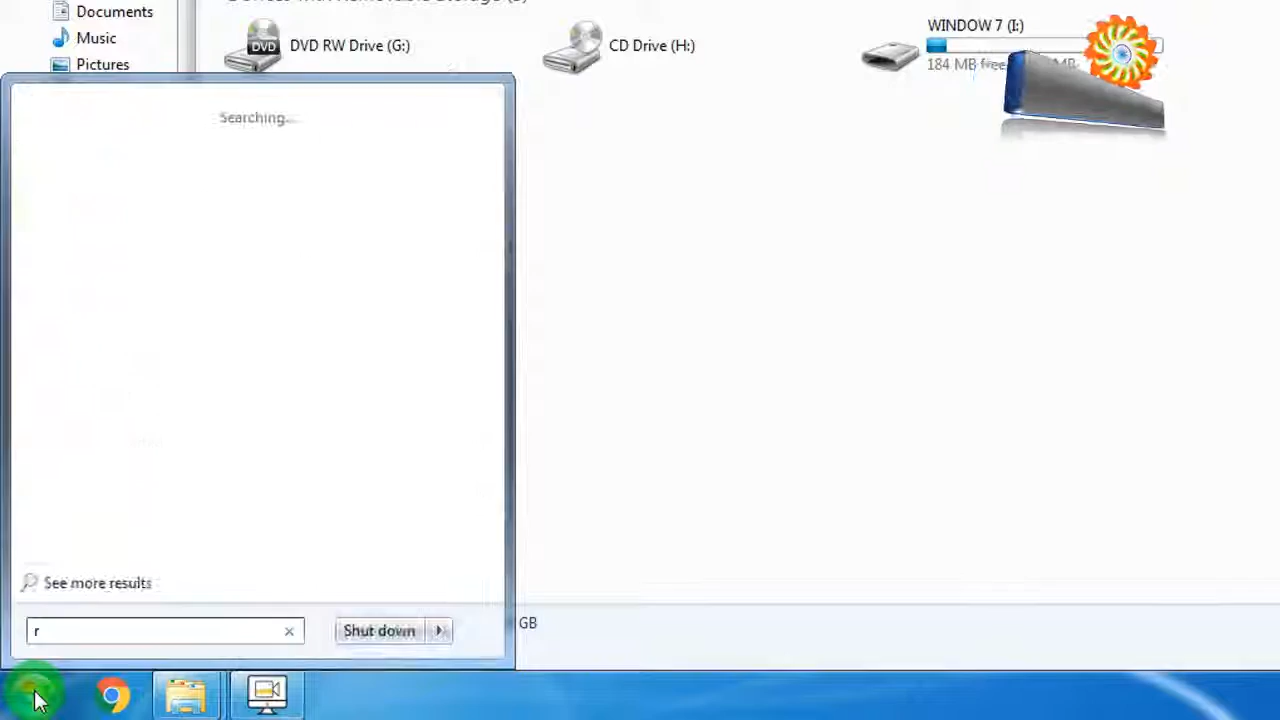 Documents
Music
Pictures
DVD RW Drive (G:)
DVD
CD Drive (H:)
WINDOW 7 (I:)
184 MB free
MB
Searching...
See more results
r
Shut down
GB